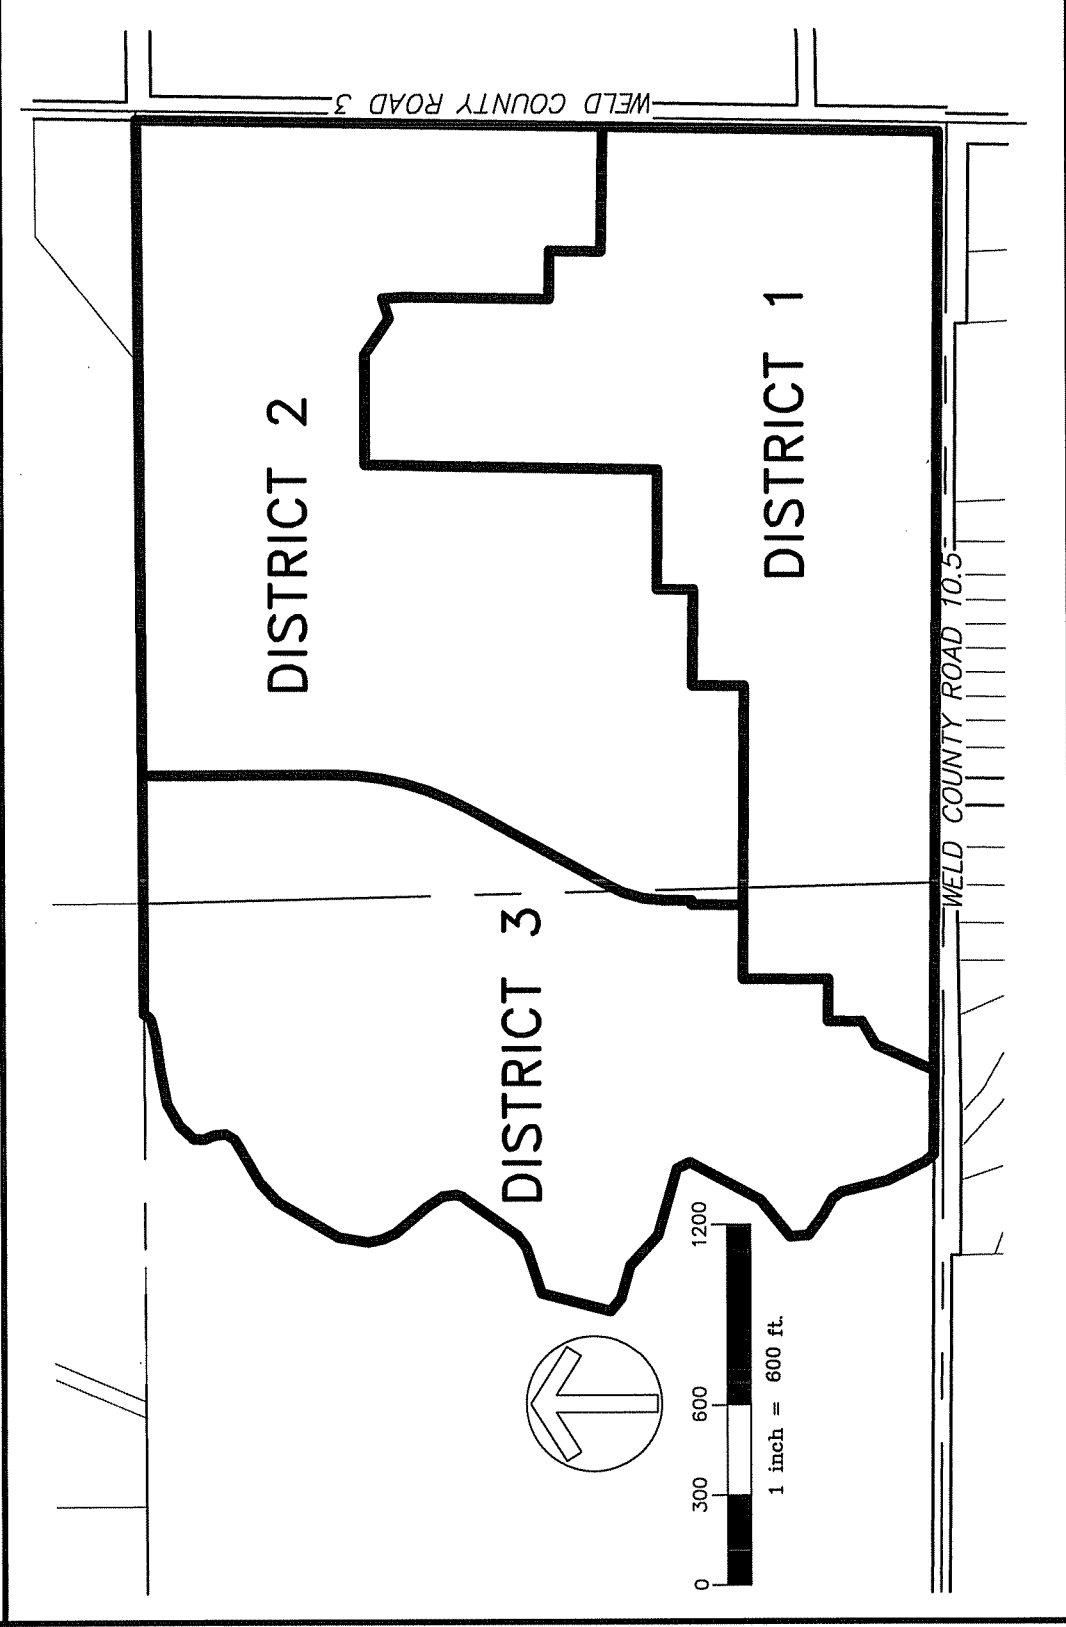 WELD COUNTY ROAD 3
DISTRICT 2
DISTRICT 1
DISTRICT 3
WELD COUNTY ROAD 10.5
0 300 600 1200
1 inch = 600 ft.